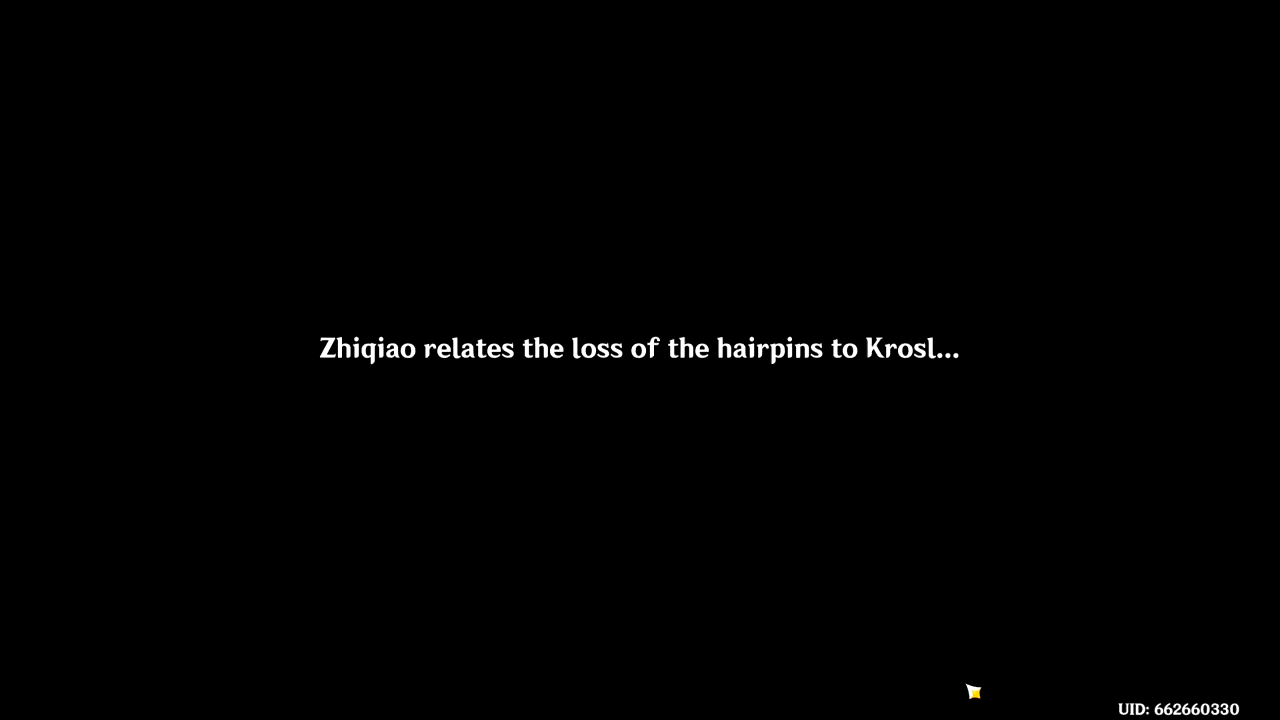 Zhiqiao relates the loss of the hairpins to Krosl...
UID: 662660330